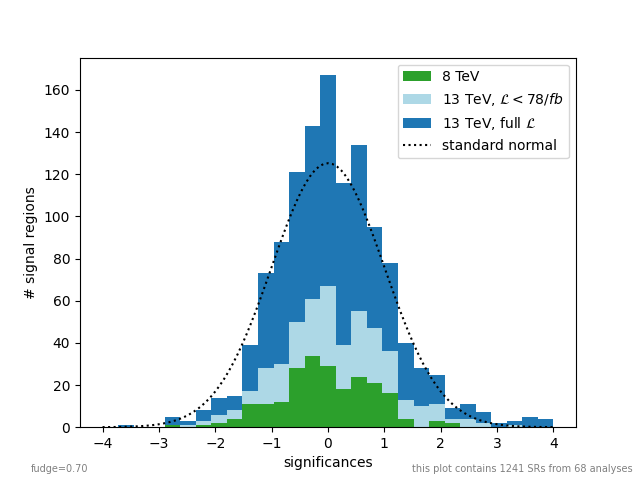 8 TeV
13 TeV, ℒ < 78/fb
13 TeV, full ℒ
standard normal
160
140
120
100
80
60
40
20
0
# signal regions
−4 −3 −2 −1 0 1 2 3 4
significances
fudge=0.70
this plot contains 1241 SRs from 68 analyses